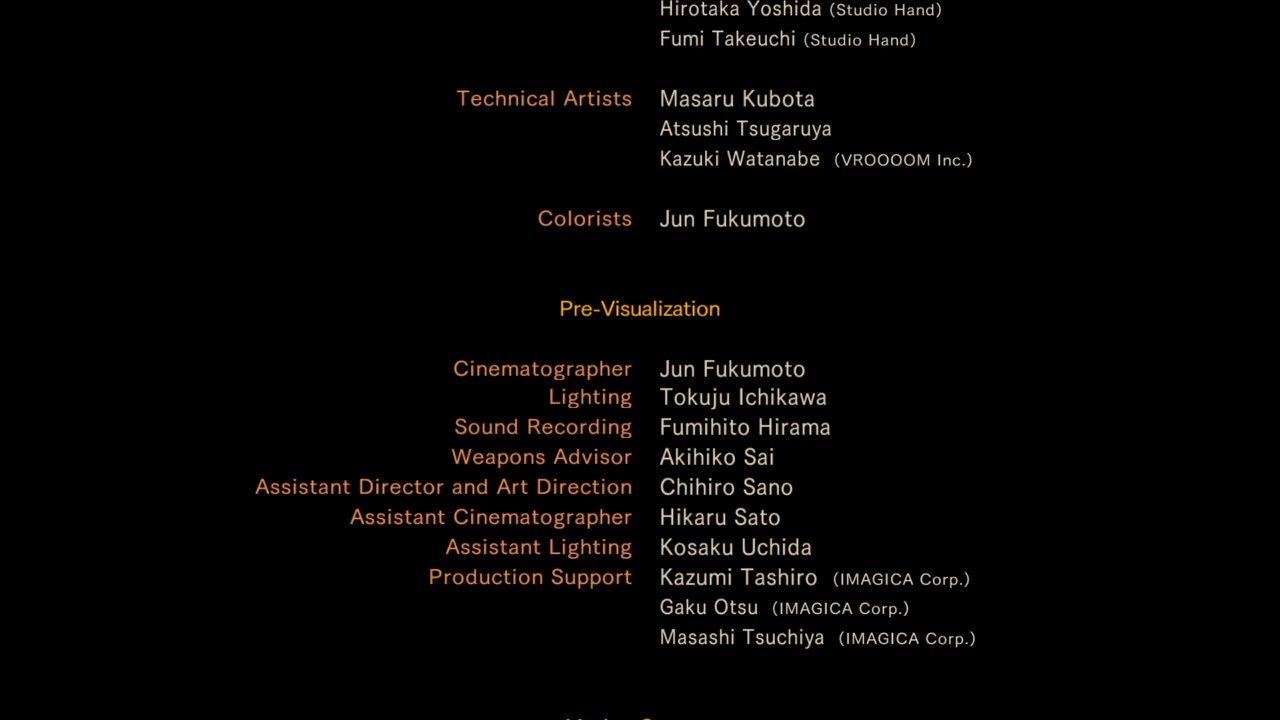 Hirotaka Yoshida (Studio Hand)
Fumi Takeuchi (Studio Hand)
Technical Artists Masaru Kubota
Atsushi Tsugaruya
Kazuki Watanabe (VROOOOM Inc.)
Colorists Jun Fukumoto
Pre-Visualization
Cinematographer Jun Fukumoto
Lighting Tokuju Ichikawa
Sound Recording Fumihito Hirama
Weapons Advisor Akihiko Sai
Assistant Director and Art Direction Chihiro Sano
Assistant Cinematographer Hikaru Sato
Assistant Lighting Kosaku Uchida
Production Support Kazumi Tashiro (IMAGICA Corp.)
Gaku Otsu (IMAGICA Corp.)
Masashi Tsuchiya (IMAGICA Corp.)